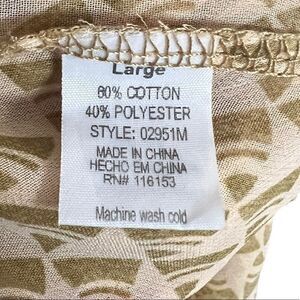 Large
60% COTTON
40% POLYESTER
STYLE: 02951M
MADE IN CHINA
HECHO EM CHINA
RN# 116153
Machine wash cold